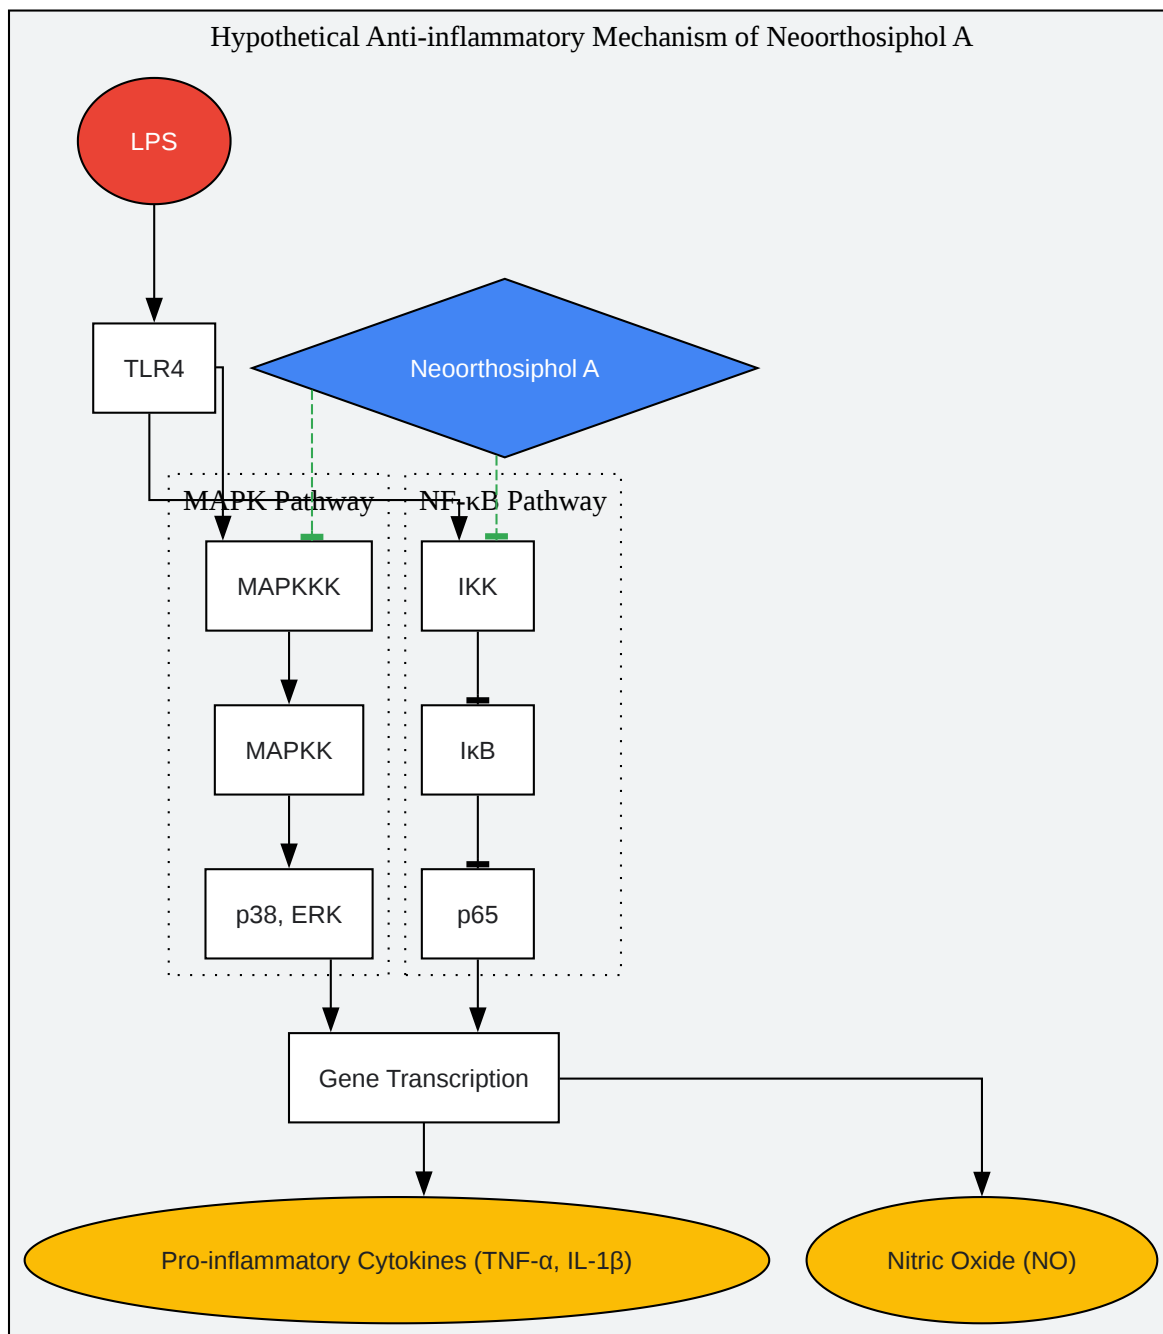 Hypothetical Anti-inflammatory Mechanism of Neoorthosiphol A
LPS
TLR4
Neoorthosiphol A
MAPK Pathway
NF-κB Pathway
MAPKKK
IKK
MAPKK
IκB
p38, ERK
p65
Gene Transcription
Pro-inflammatory Cytokines (TNF-α, IL-1β)
Nitric Oxide (NO)